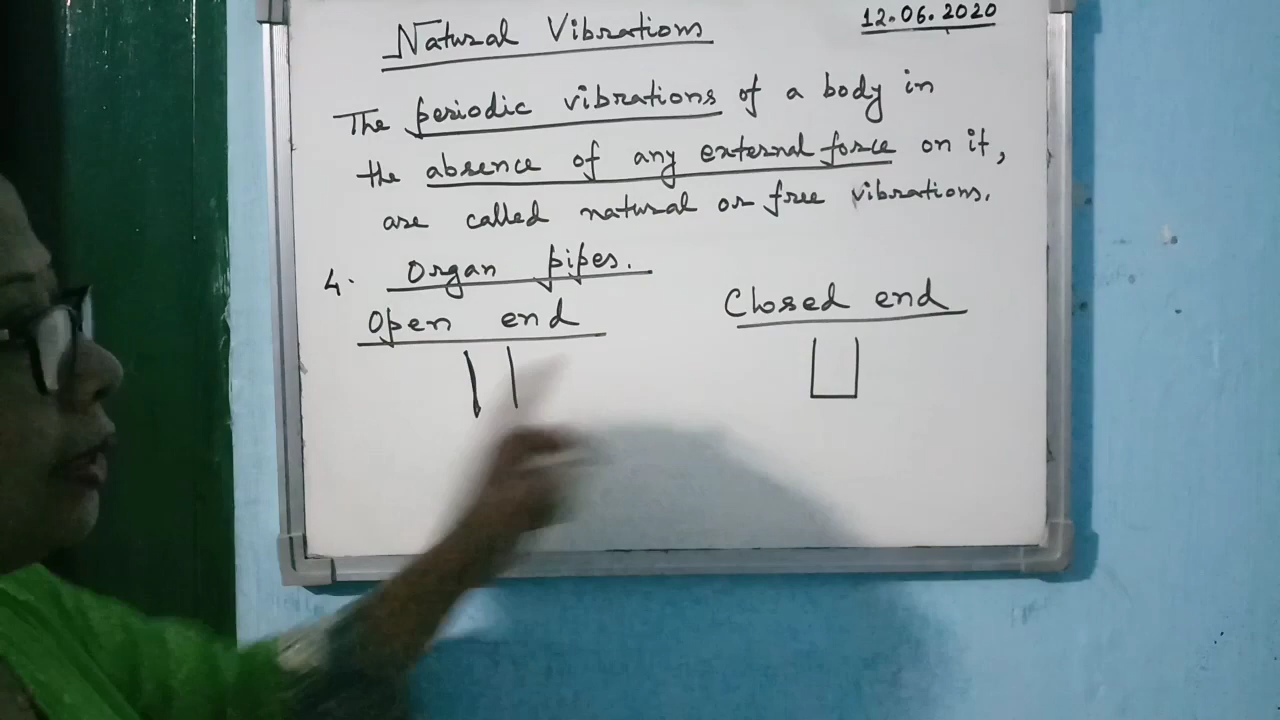 Natural Vibrations
12.06.2020
The periodic vibrations of a body in
the absence of any external force on it,
are called natural or free vibrations.
4. Organ pipes.
Open end
Closed end